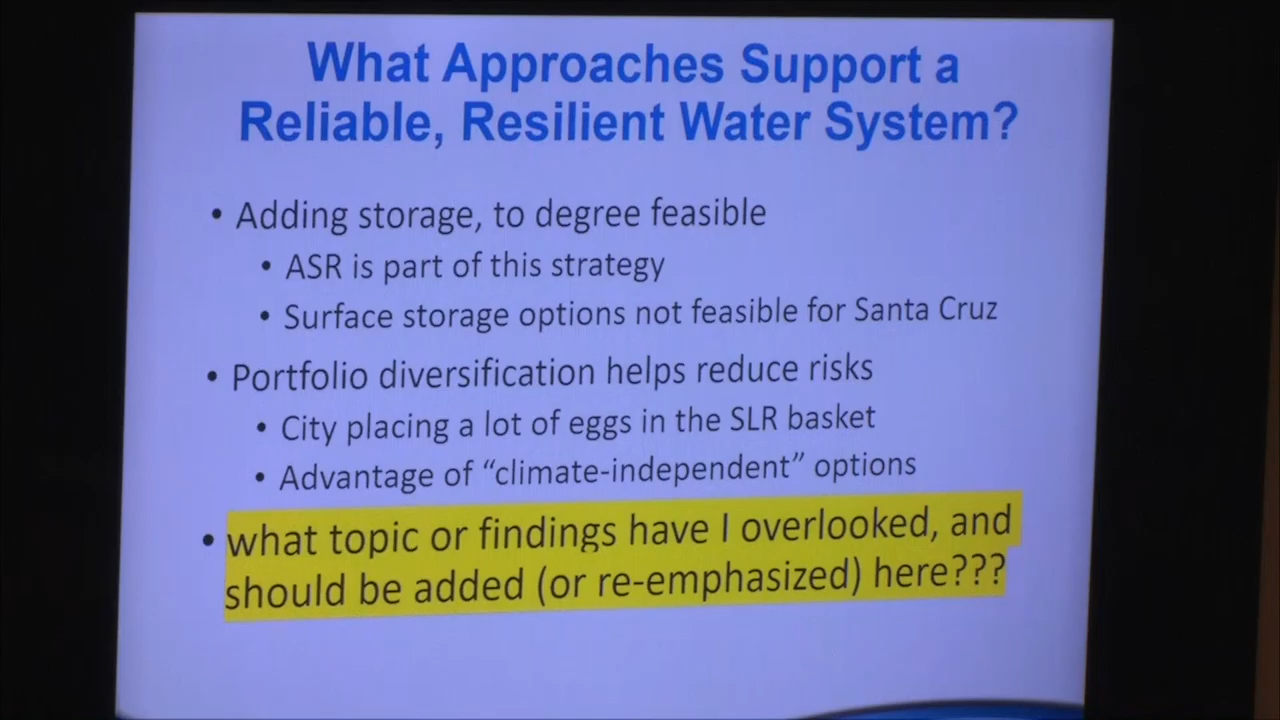 What Approaches Support a
Reliable, Resilient Water System?
• Adding storage, to degree feasible
• ASR is part of this strategy
• Surface storage options not feasible for Santa Cruz
• Portfolio diversification helps reduce risks
• City placing a lot of eggs in the SLR basket
• Advantage of “climate-independent” options
• what topic or findings have I overlooked, and
should be added (or re-emphasized) here???